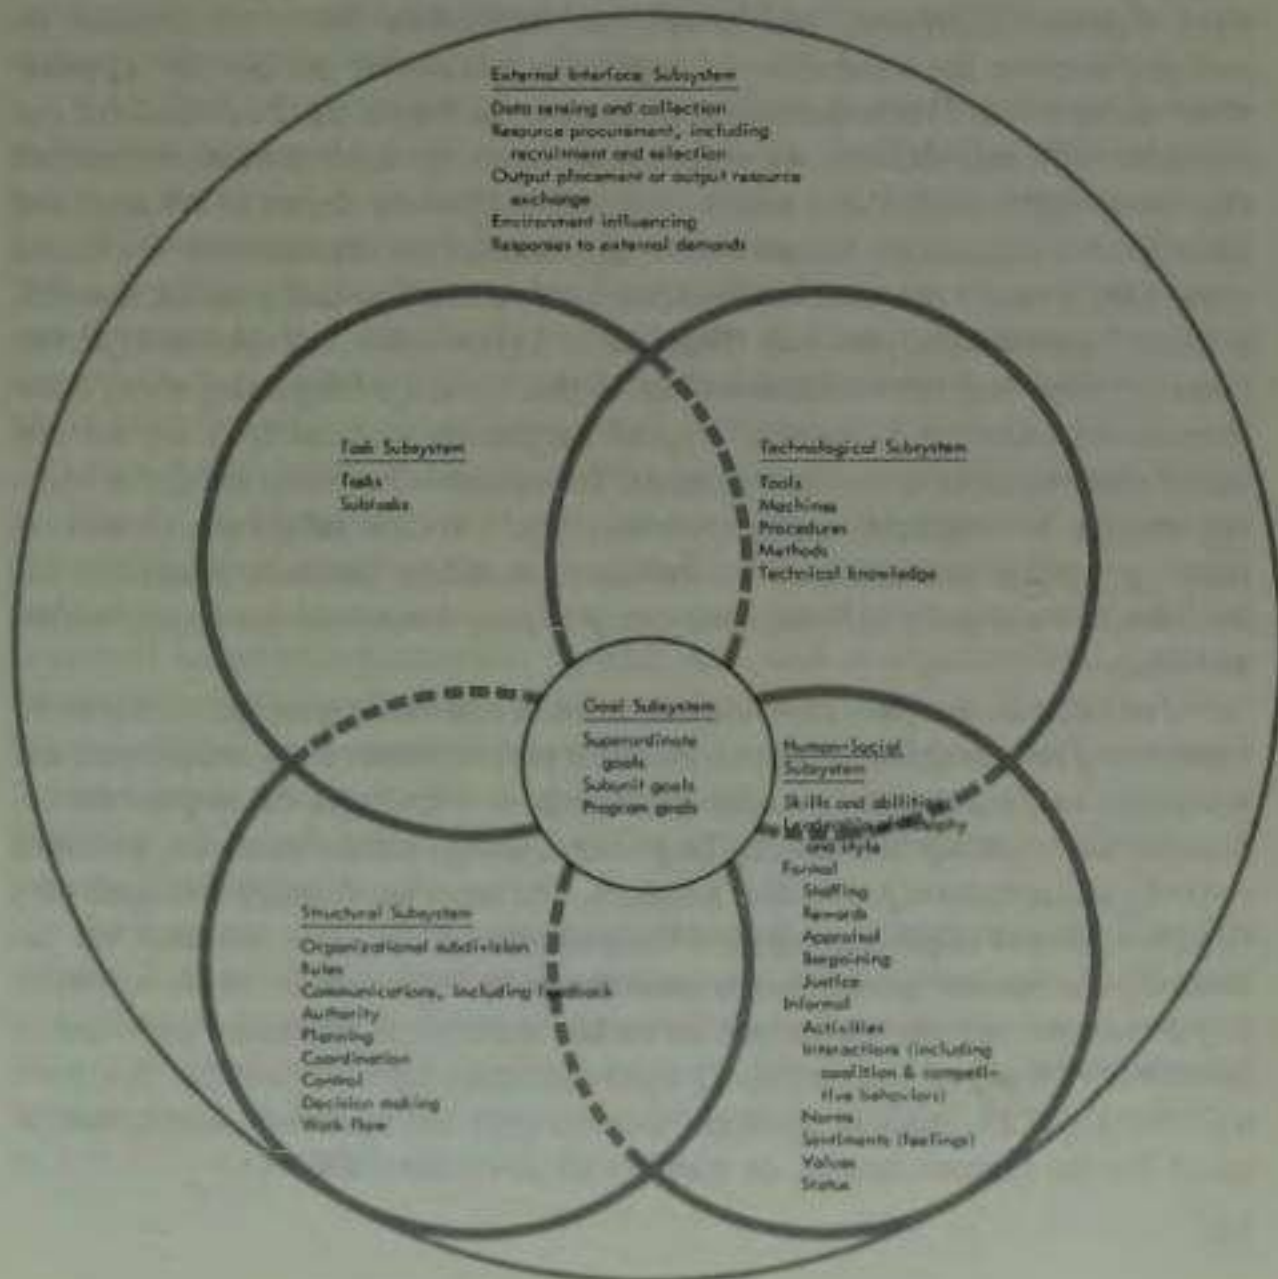 External Interface Subsystem
Data sensing and collection
Resource procurement, including
recruitment and selection
Output placement or output resource
exchange
Environment influencing
Responses to external demands
Task Subsystem
Tasks
Subtasks
Technological Subsystem
Tools
Machines
Procedures
Methods
Technical knowledge
Goal Subsystem
Superordinate
goals
Subunit goals
Program goals
Human-Social
Subsystem
Skills and abilities
Leadership philosophy
and style
Formal
Staffing
Rewards
Appraisal
Bargaining
Justice
Informal
Activities
Interactions (including
coalition & competi-
tive behaviors)
Norms
Sentiments (feelings)
Values
Status
Structural Subsystem
Organizational subdivision
Rules
Communications, including feedback
Authority
Planning
Coordination
Control
Decision making
Work flow